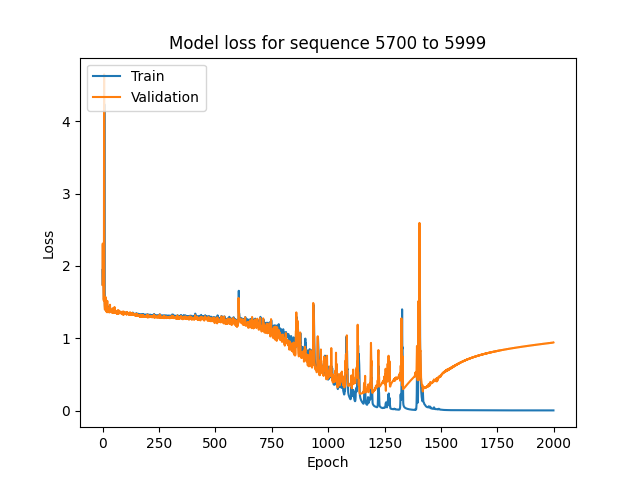 Model loss for sequence 5700 to 5999
Train
Validation
Loss
4
3
2
1
0
0 250 500 750 1000 1250 1500 1750 2000
Epoch